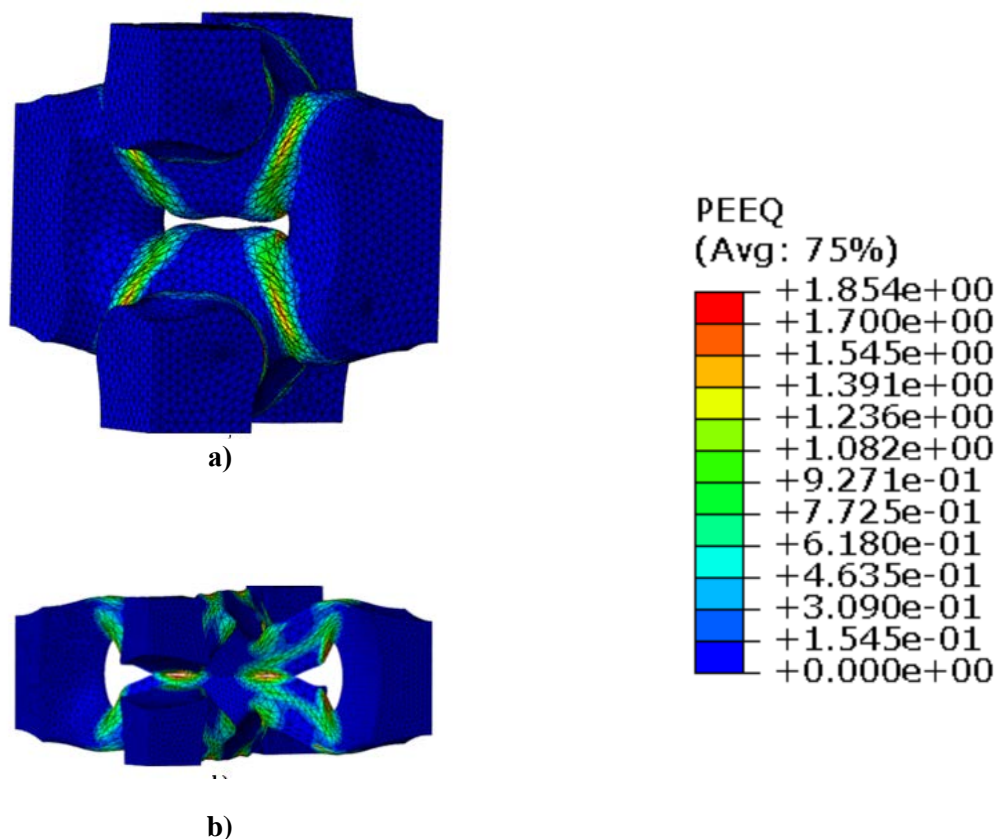 PEEQ
(Avg: 75%)
+1.854e+00
+1.700e+00
+1.545e+00
+1.391e+00
+1.236e+00
+1.082e+00
+9.271e-01
+7.725e-01
+6.180e-01
+4.635e-01
+3.090e-01
+1.545e-01
+0.000e+00
a)
b)